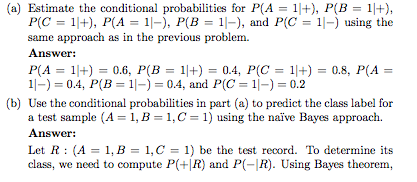 (a) Estimate the conditional probabilities for P(A = 1|+), P(B = 1|+),
P(C = 1|+), P(A = 1|−), P(B = 1|−), and P(C = 1|−) using the
same approach as in the previous problem.
Answer:
P(A = 1|+) = 0.6, P(B = 1|+) = 0.4, P(C = 1|+) = 0.8, P(A =
1|−) = 0.4, P(B = 1|−) = 0.4, and P(C = 1|−) = 0.2
(b) Use the conditional probabilities in part (a) to predict the class label for
a test sample (A = 1, B = 1, C = 1) using the naïve Bayes approach.
Answer:
Let R : (A = 1, B = 1, C = 1) be the test record. To determine its
class, we need to compute P(+|R) and P(−|R). Using Bayes theorem,